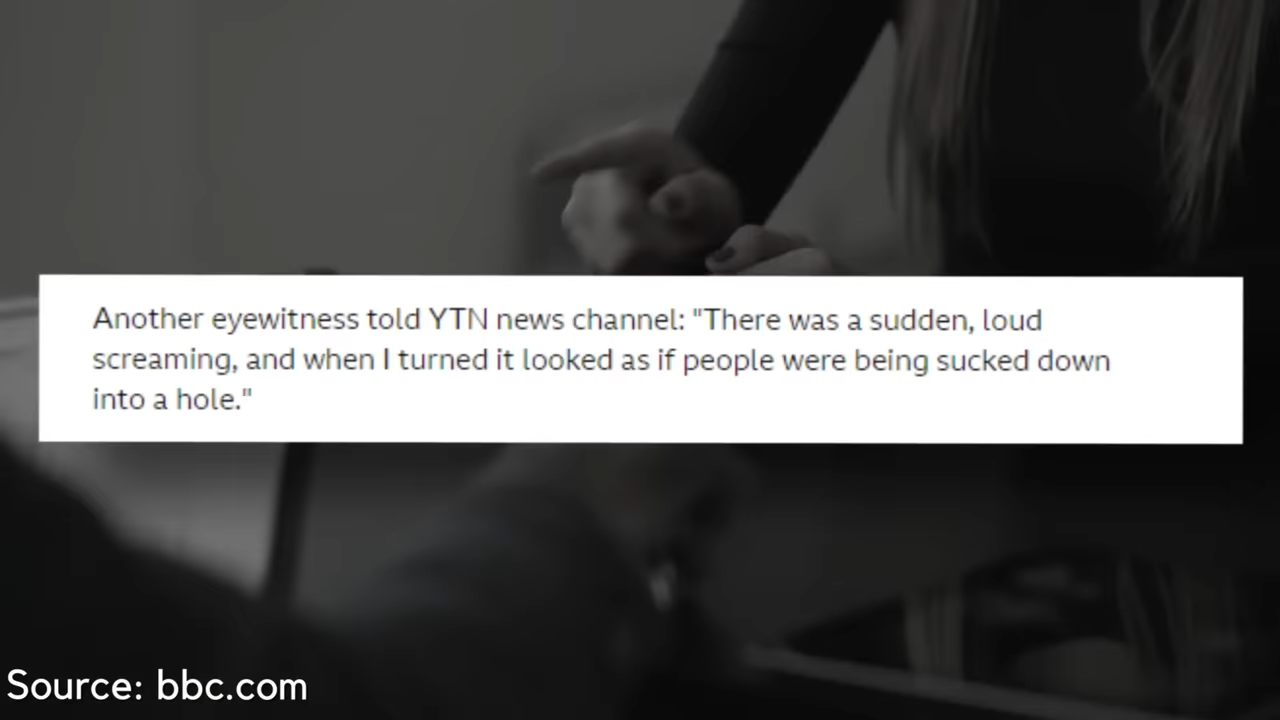 Another eyewitness told YTN news channel: "There was a sudden, loud
screaming, and when I turned it looked as if people were being sucked down
into a hole."
Source: bbc.com